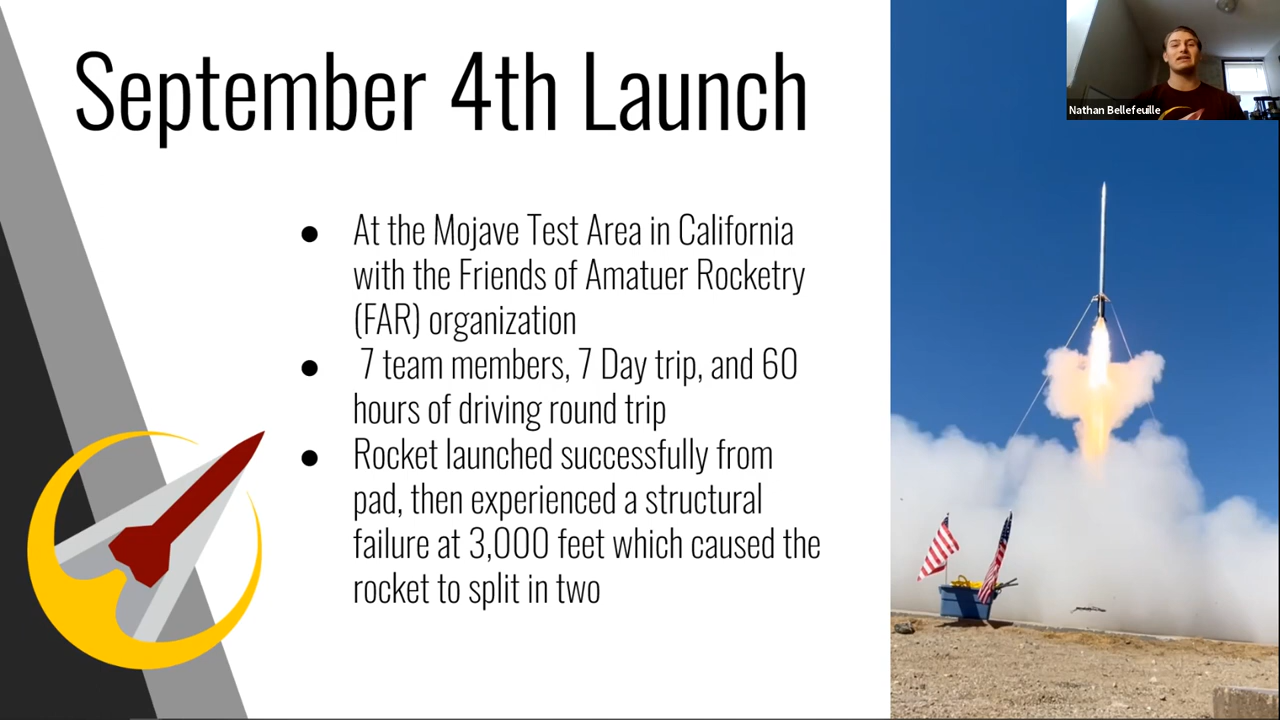 September 4th Launch
● At the Mojave Test Area in California
with the Friends of Amatuer Rocketry
(FAR) organization
● 7 team members, 7 Day trip, and 60
hours of driving round trip
● Rocket launched successfully from
pad, then experienced a structural
failure at 3,000 feet which caused the
rocket to split in two
Nathan Bellefeuille